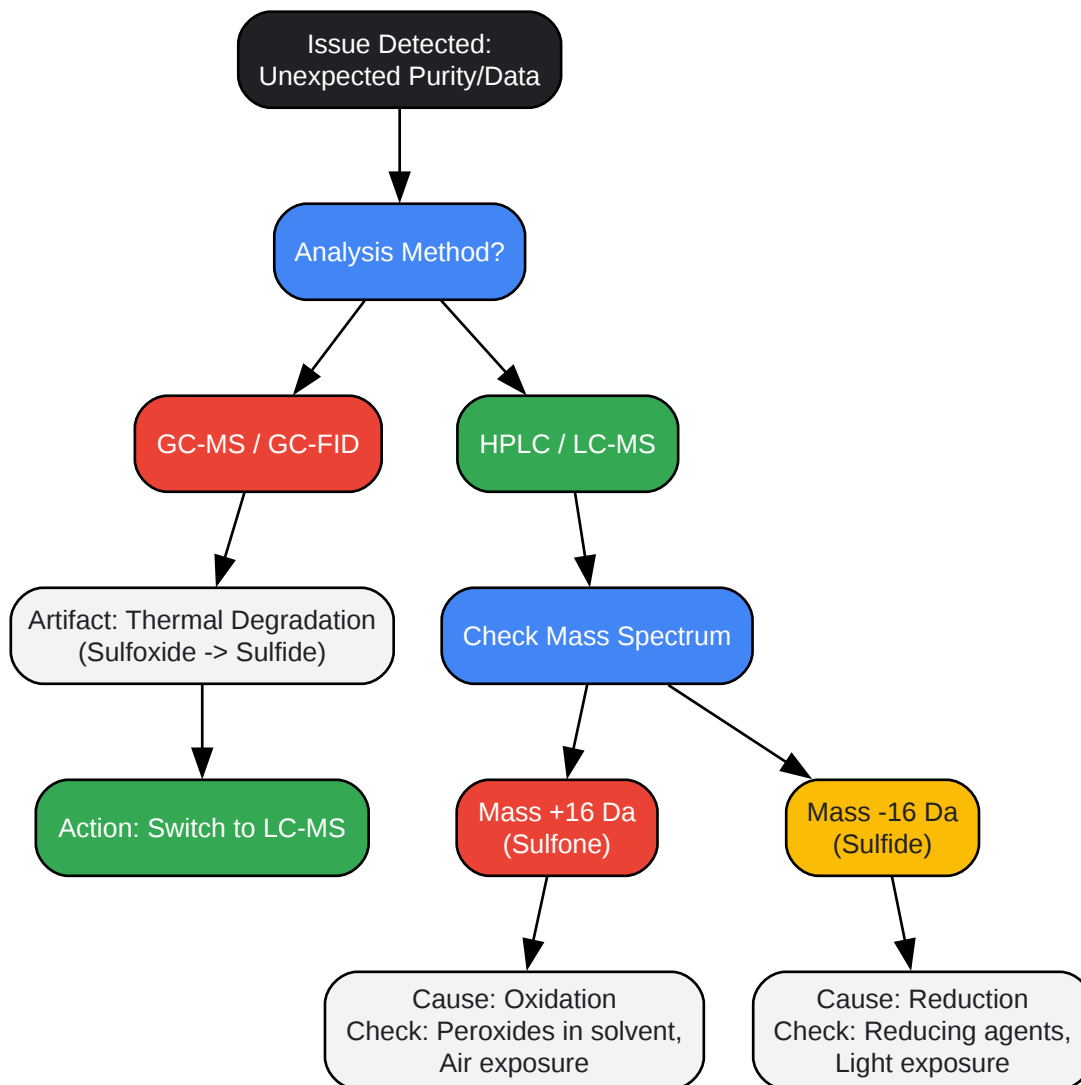 Issue Detected:
Unexpected Purity/Data
Analysis Method?
GC-MS / GC-FID
HPLC / LC-MS
Artifact: Thermal Degradation
(Sulfoxide -> Sulfide)
Check Mass Spectrum
Action: Switch to LC-MS
Mass +16 Da
(Sulfone)
Mass -16 Da
(Sulfide)
Cause: Oxidation
Check: Peroxides in solvent,
Air exposure
Cause: Reduction
Check: Reducing agents,
Light exposure